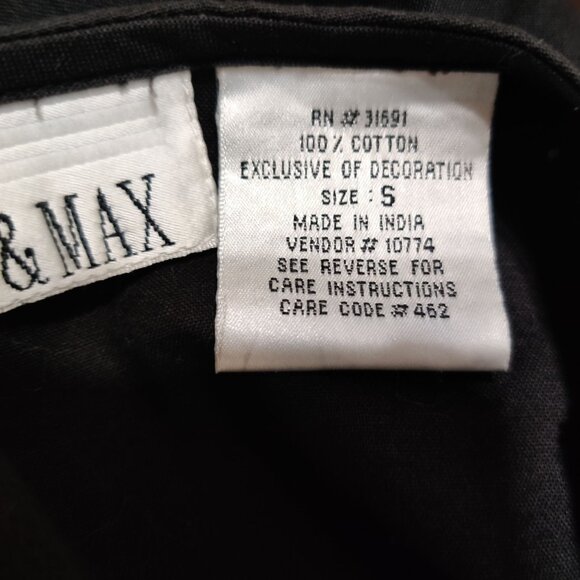 & MAX
RN # 31691
100% COTTON
EXCLUSIVE OF DECORATION
SIZE : S
MADE IN INDIA
VENDOR # 10774
SEE REVERSE FOR
CARE INSTRUCTIONS
CARE CODE # 462